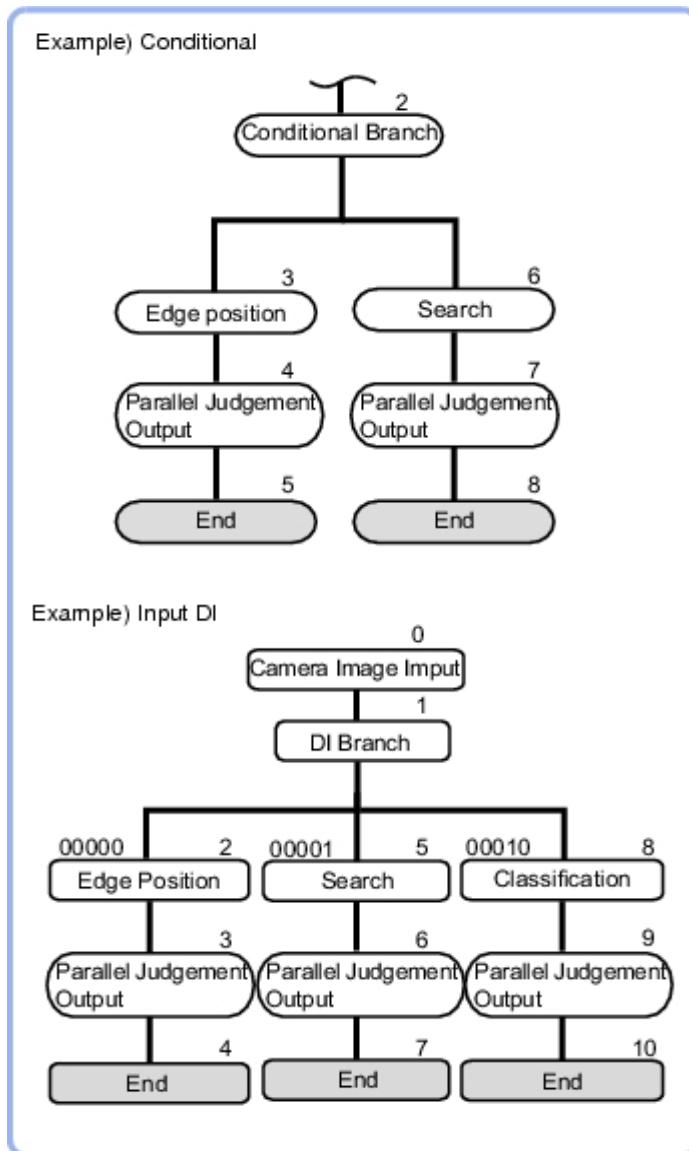 Example) Conditional
2
Conditional Branch
3
6
Edge position
Search
4
7
Parallel Judgement
Output
Parallel Judgement
Output
5
8
End
End
Example) Input DI
0
Camera Image Imput
1
DI Branch
00000 2
00001 5
00010 8
Edge Position
Search
Classification
3
6
9
Parallel Judgement
Output
Parallel Judgement
Output
Parallel Judgement
Output
4
7
10
End
End
End